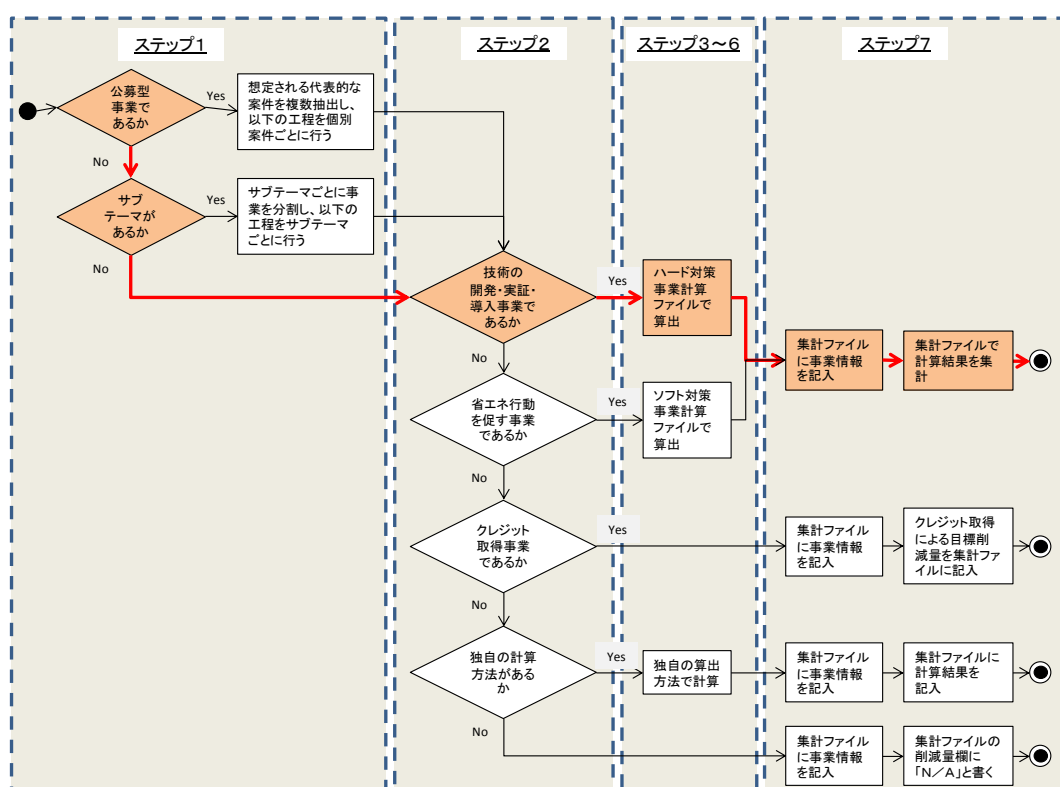 ステップ1
ステップ2
ステップ3～6
ステップ7
公募型
事業で
あるか
Yes
想定される代表的な
案件を複数抽出し、
以下の工程を個別
案件ごとに行う
No
サブ
テーマが
あるか
Yes
サブテーマごとに事
業を分割し、以下の
工程をサブテーマ
ごとに行う
No
技術の
開発・実証・
導入事業で
あるか
Yes
ハード対策
事業計算
ファイルで
算出
集計ファイル
に事業情報
を記入
集計ファイルで
計算結果を集
計
No
省エネ行動
を促す事業
であるか
Yes
ソフト対策
事業計算
ファイルで
算出
No
クレジット
取得事業
であるか
Yes
集計ファイル
に事業情報
を記入
クレジット取得
による目標削
減量を集計ファ
イルに記入
No
独自の計算
方法がある
か
Yes
独自の算出
方法で計算
集計ファイル
に事業情報
を記入
集計ファイルに
計算結果を
記入
No
集計ファイル
に事業情報
を記入
集計ファイルの
削減量欄に
「N／A」と書く